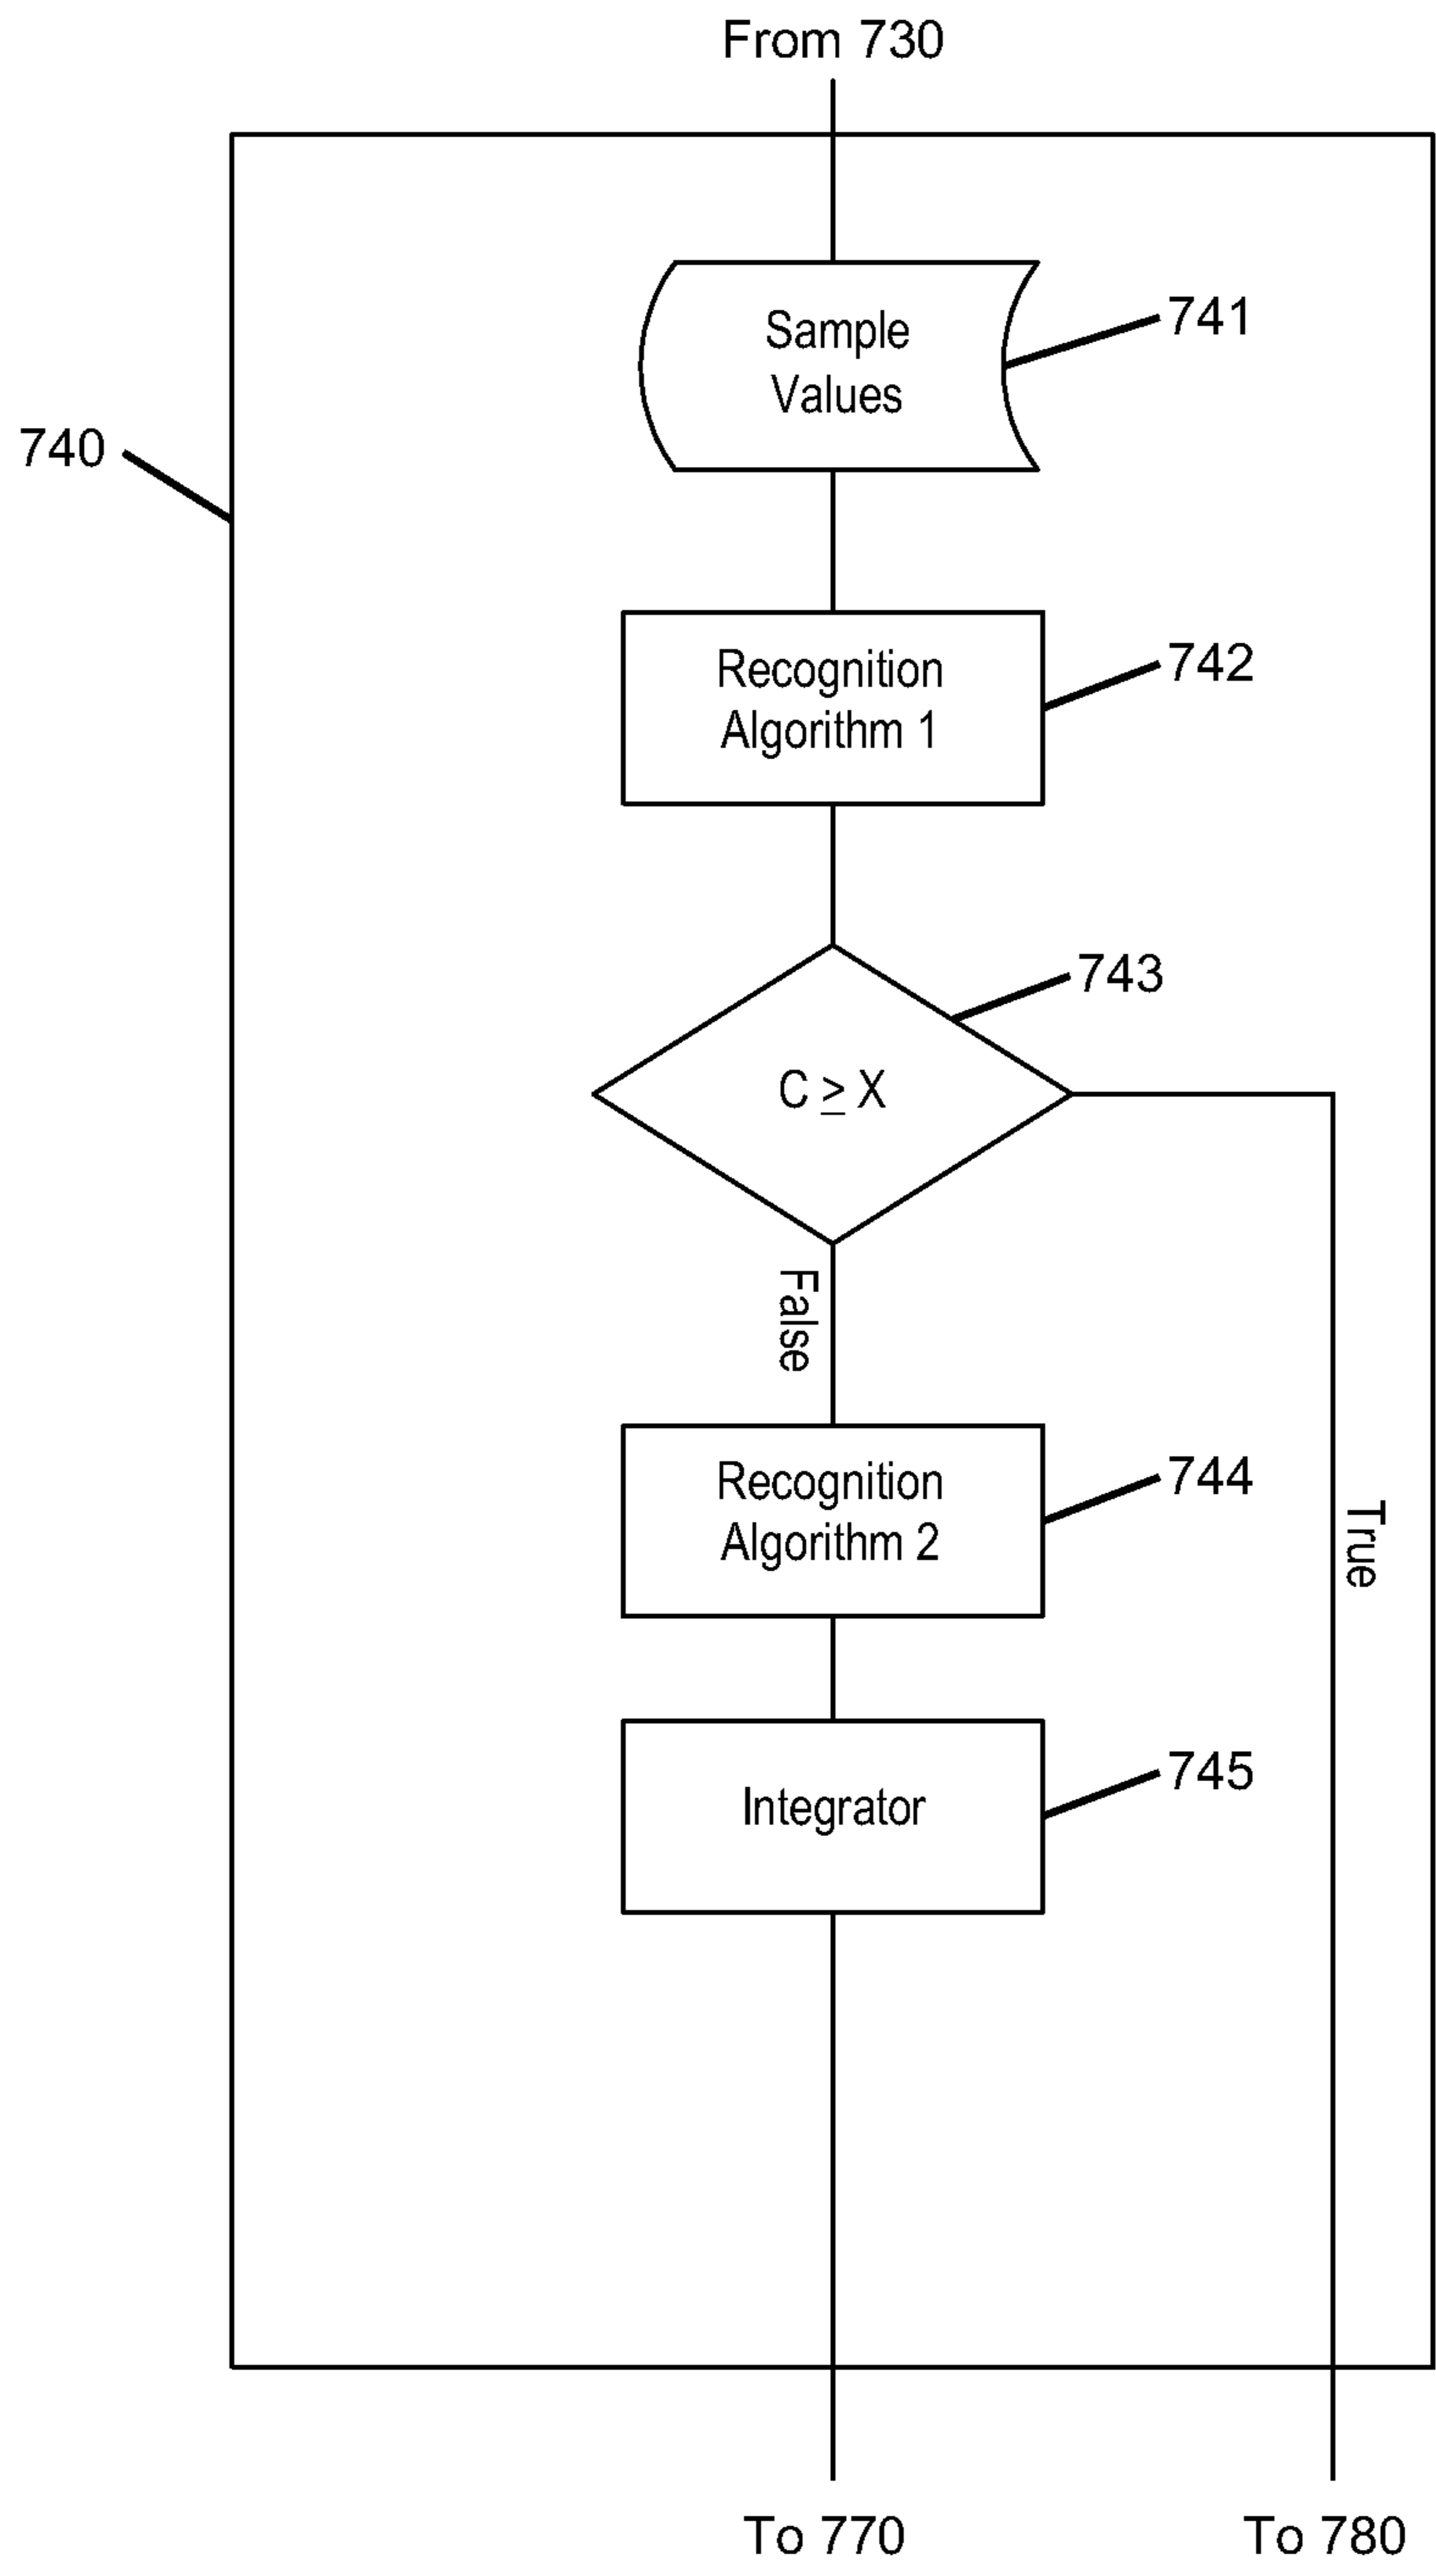 From 730
Sample
Values
741
740
Recognition
Algorithm 1
742
743
C ≥ X
False
Recognition
Algorithm 2
744
True
Integrator
745
To 770
To 780